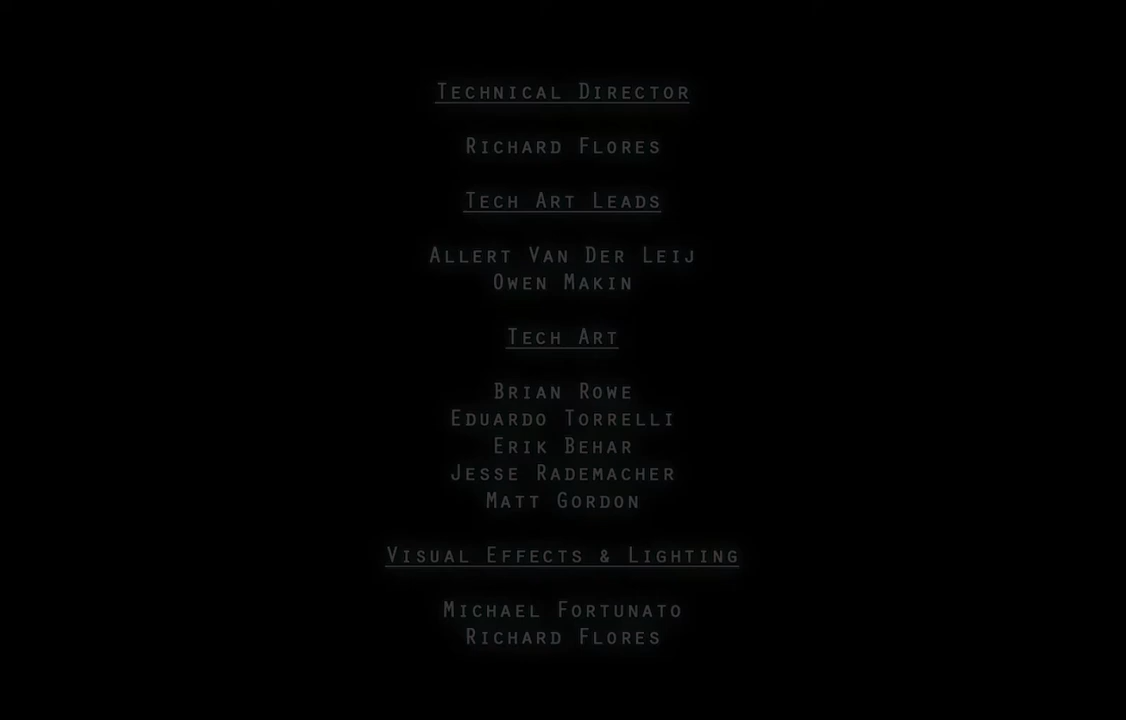 Technical Director
Richard Flores
Tech Art Leads
Allert Van Der Leij
Owen Makin
Tech Art
Brian Rowe
Eduardo Torrelli
Erik Behar
Jesse Rademacher
Matt Gordon
Visual Effects & Lighting
Michael Fortunato
Richard Flores